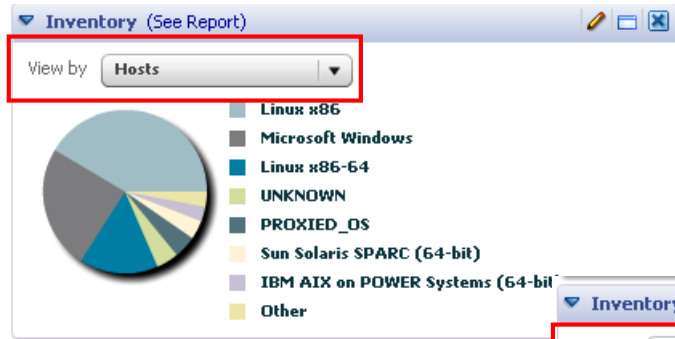 Inventory (See Report)
View by Hosts
Linux x86
Microsoft Windows
Linux x86-64
UNKNOWN
PROXIED_OS
Sun Solaris SPARC (64-bit)
IBM AIX on POWER Systems (64-bit
Other
Inventory